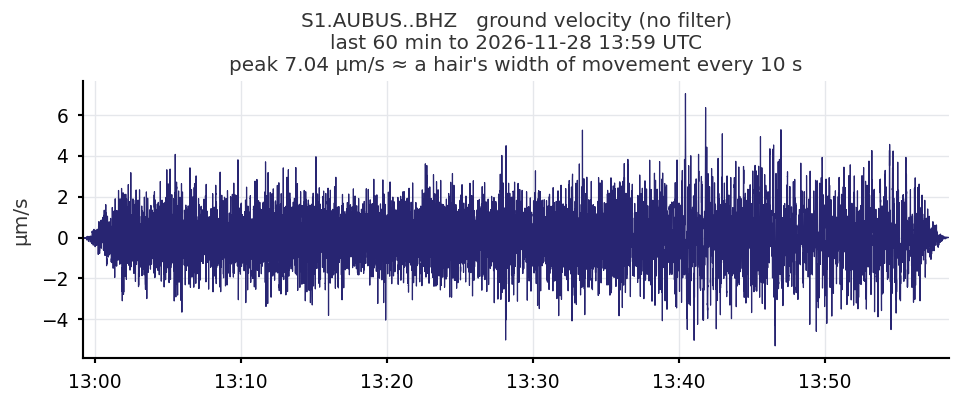 S1.AUBUS..BHZ   ground velocity (no filter)
last 60 min to 2026-11-28 13:59 UTC
peak 7.04 µm/s ≈ a hair's width of movement every 10 s
µm/s
6
4
2
0
−2
−4
13:00 13:10 13:20 13:30 13:40 13:50